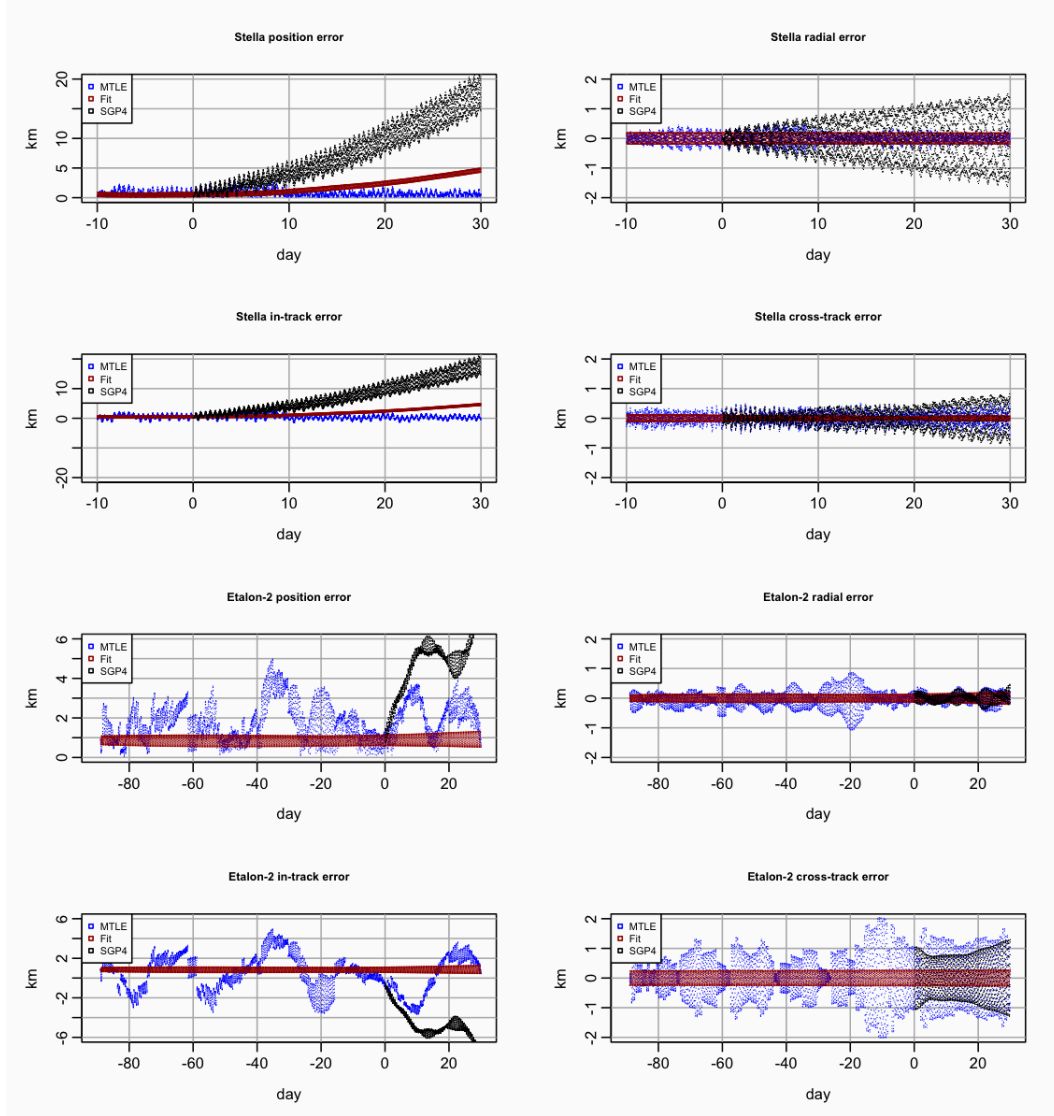 Stella position error
MTLE
Fit
SGP4
km
0 5 10 20
-10 0 10 20 30
day
Stella radial error
MTLE
Fit
SGP4
km
-2 -1 0 1 2
-10 0 10 20 30
day
Stella in-track error
MTLE
Fit
SGP4
km
-20 0 10
-10 0 10 20 30
day
Stella cross-track error
MTLE
Fit
SGP4
km
-2 -1 0 1 2
-10 0 10 20 30
day
Etalon-2 position error
MTLE
Fit
SGP4
km
0 2 4 6
-80 -60 -40 -20 0 20
day
Etalon-2 radial error
MTLE
Fit
SGP4
km
-2 -1 0 1 2
-80 -60 -40 -20 0 20
day
Etalon-2 in-track error
MTLE
Fit
SGP4
km
-6 -2 2 6
-80 -60 -40 -20 0 20
day
Etalon-2 cross-track error
MTLE
Fit
SGP4
km
-2 -1 0 1 2
-80 -60 -40 -20 0 20
day